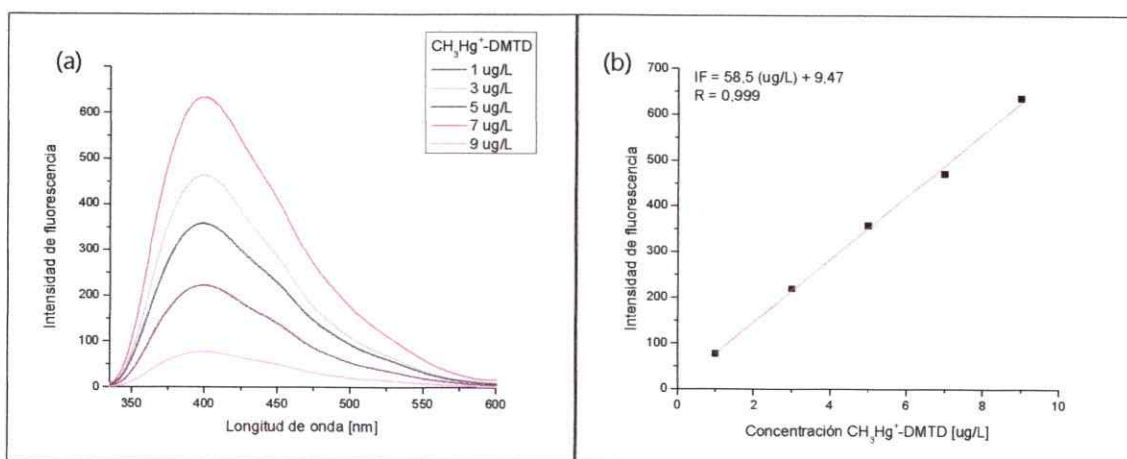 (a)
CH₃Hg⁺-DMTD
1 ug/L
3 ug/L
5 ug/L
7 ug/L
9 ug/L
600
500
400
300
200
100
0
Intensidad de fluorescencia
350 400 450 500 550 600
Longitud de onda [nm]
(b)
IF = 58,5 (ug/L) + 9,47
R = 0,999
700
600
500
400
300
200
100
0
Intensidad de fluorescencia
0 2 4 6 8 10
Concentración CH₃Hg⁺-DMTD [ug/L]